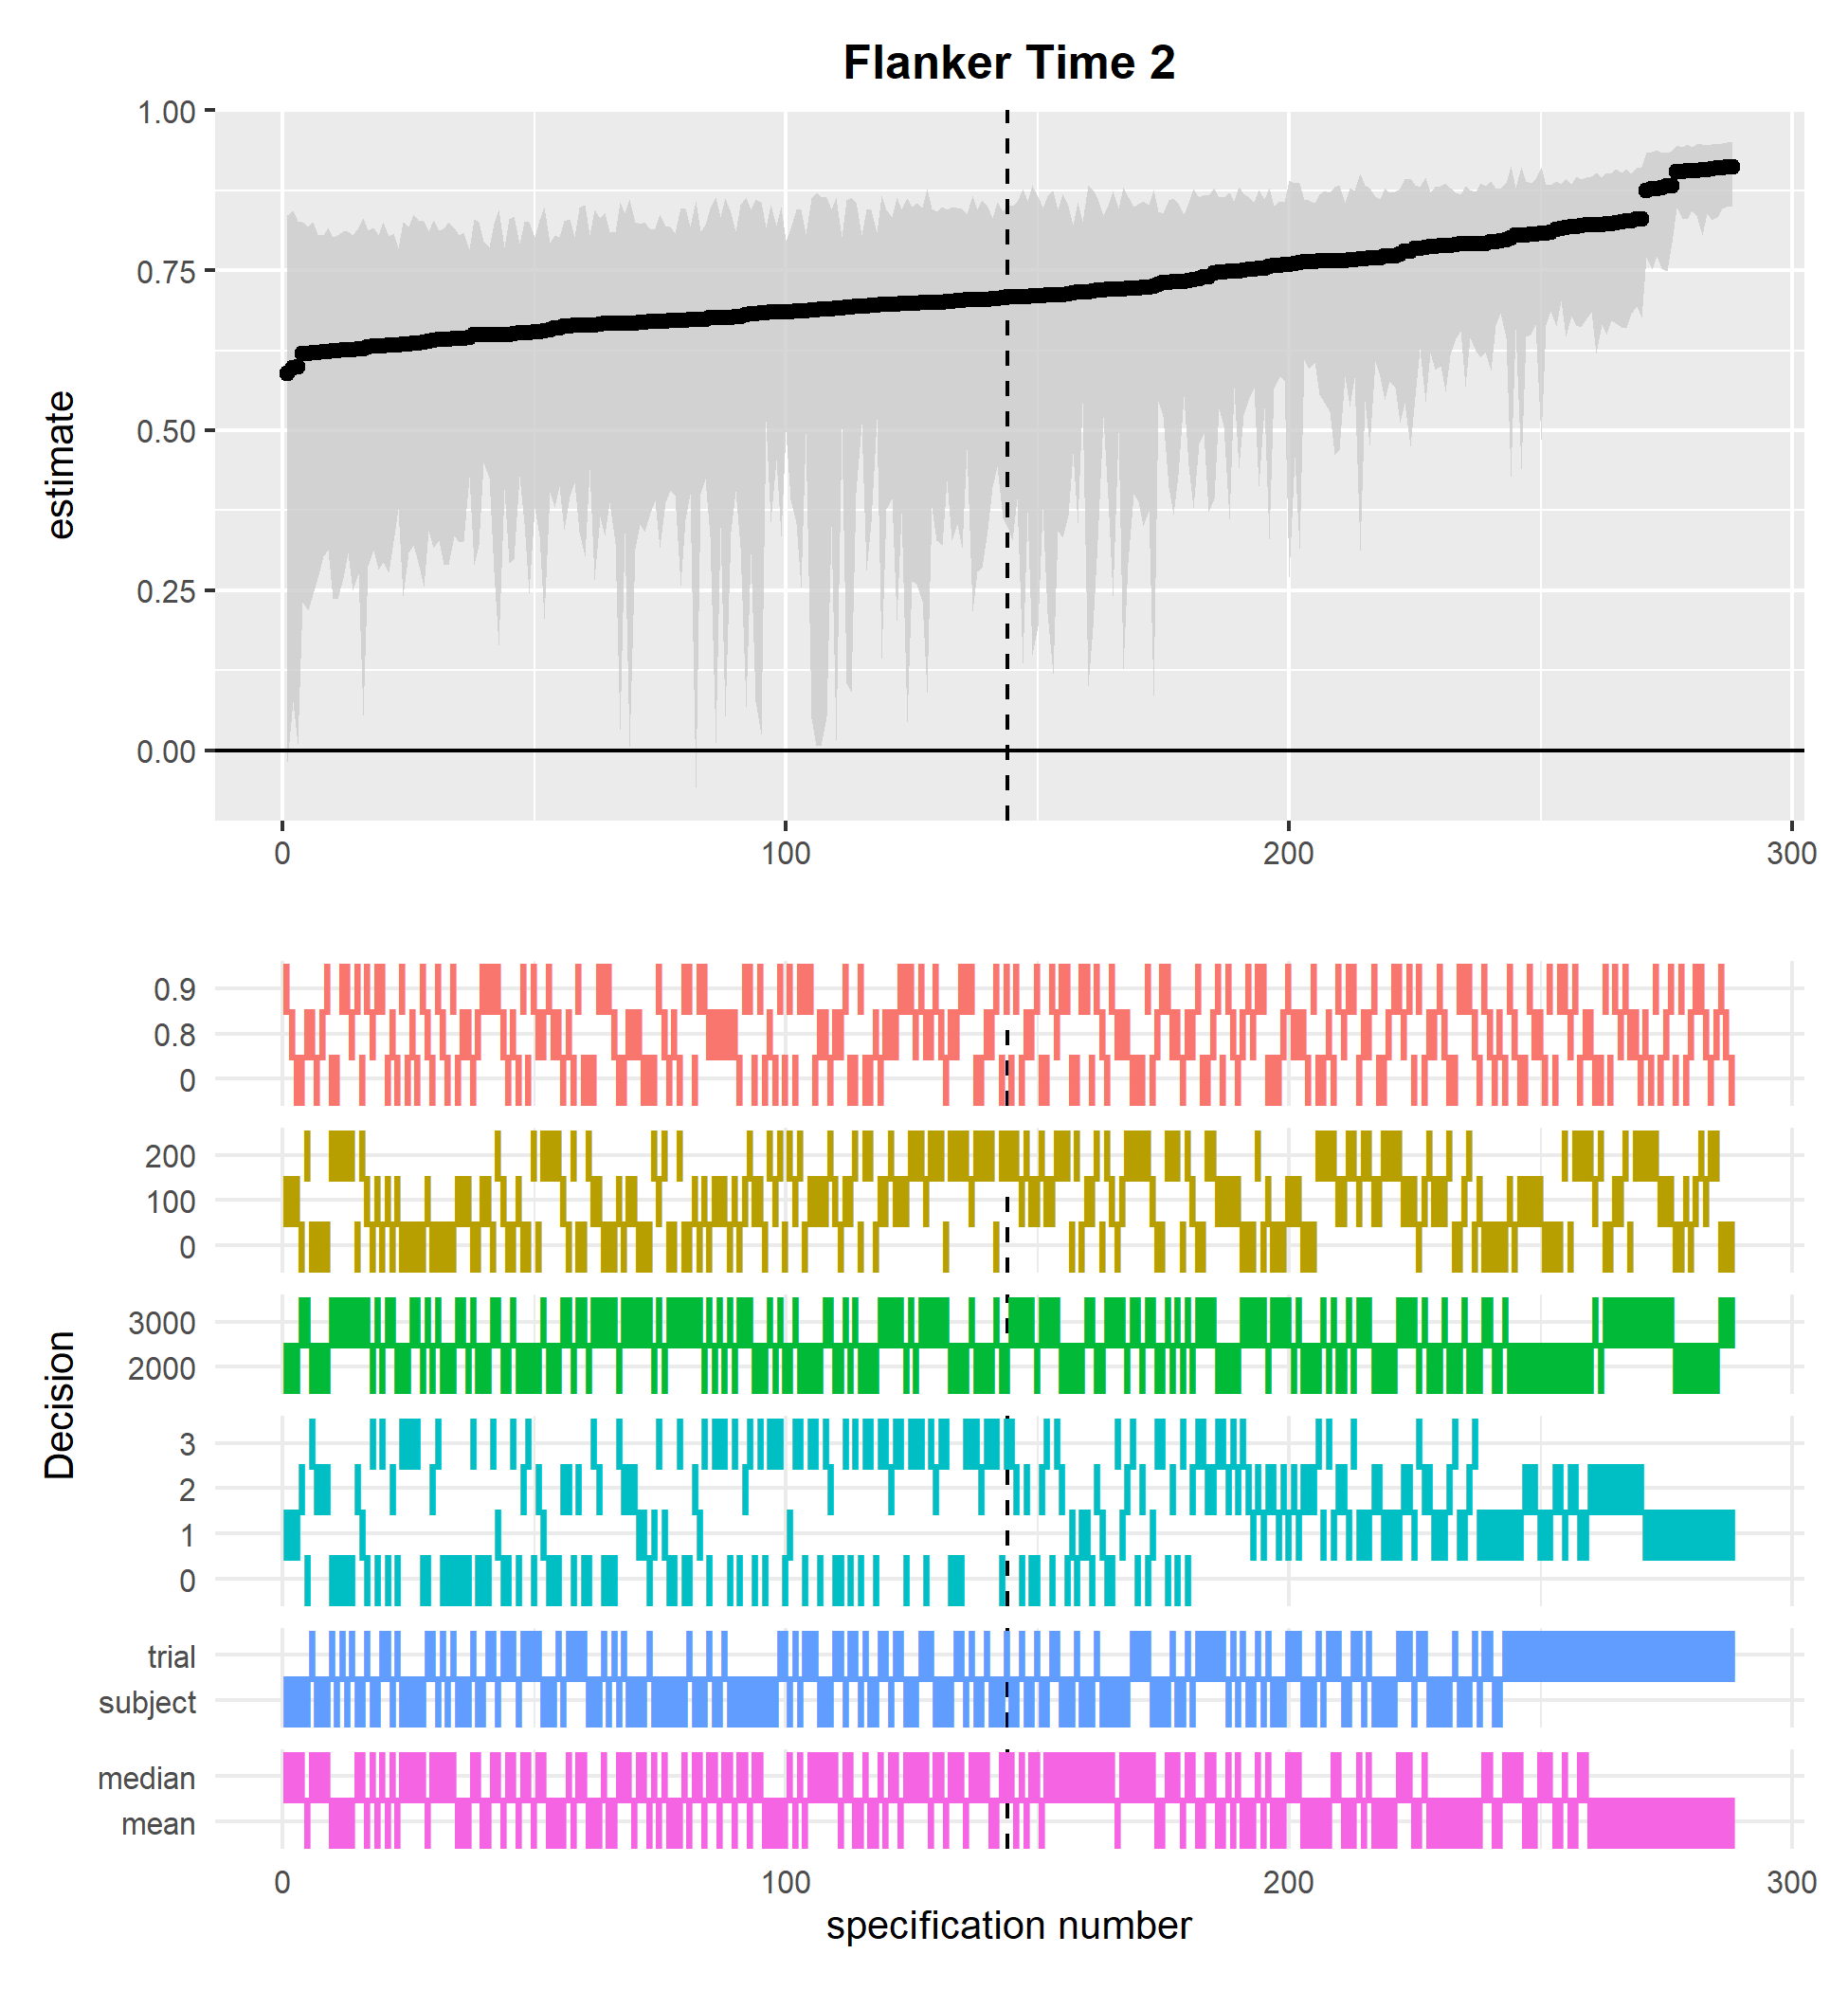 Flanker Time 2
1.00
0.75
0.50
0.25
0.00
estimate
0 100 200 300
0.9
0.8
0
200
100
0
3000
2000
3
2
1
0
trial
subject
median
mean
Decision
0 100 200 300
specification number